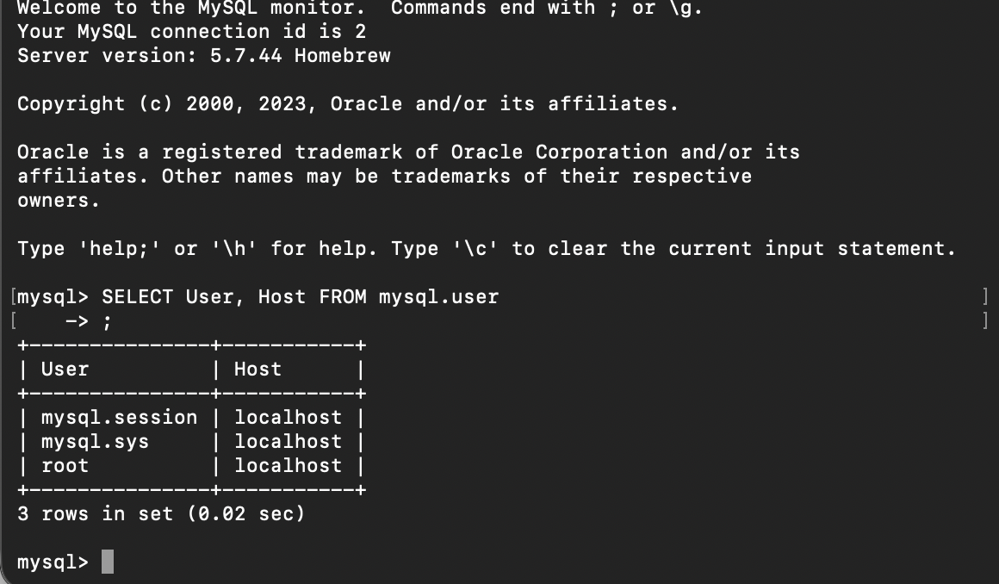 Welcome to the MySQL monitor.  Commands end with ; or \g.
Your MySQL connection id is 2
Server version: 5.7.44 Homebrew
Copyright (c) 2000, 2023, Oracle and/or its affiliates.
Oracle is a registered trademark of Oracle Corporation and/or its
affiliates. Other names may be trademarks of their respective
owners.
Type 'help;' or '\h' for help. Type '\c' to clear the current input statement.
[mysql> SELECT User, Host FROM mysql.user ]
[    -> ; ]
+---------------+-----------+
| User          | Host      |
+---------------+-----------+
| mysql.session | localhost |
| mysql.sys     | localhost |
| root          | localhost |
+---------------+-----------+
3 rows in set (0.02 sec)
mysql>